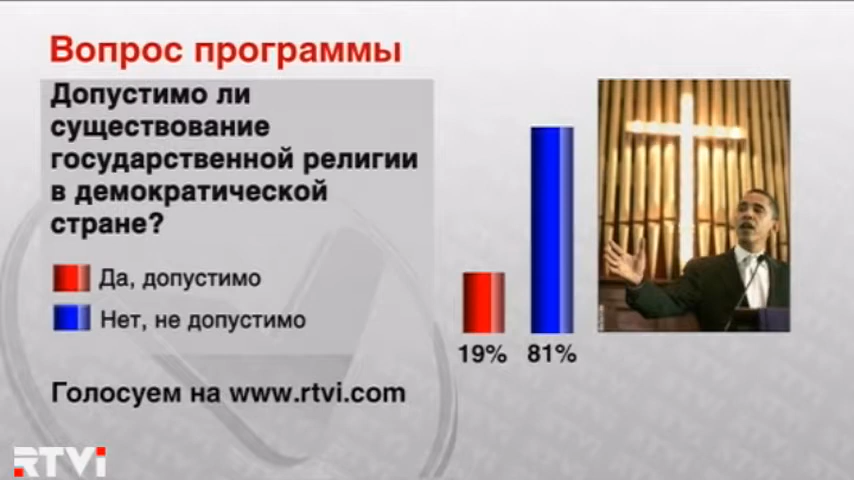 Вопрос программы
Допустимо ли
существование
государственной религии
в демократической
стране?
Да, допустимо
Нет, не допустимо
19% 81%
Голосуем на www.rtvi.com
RTVi